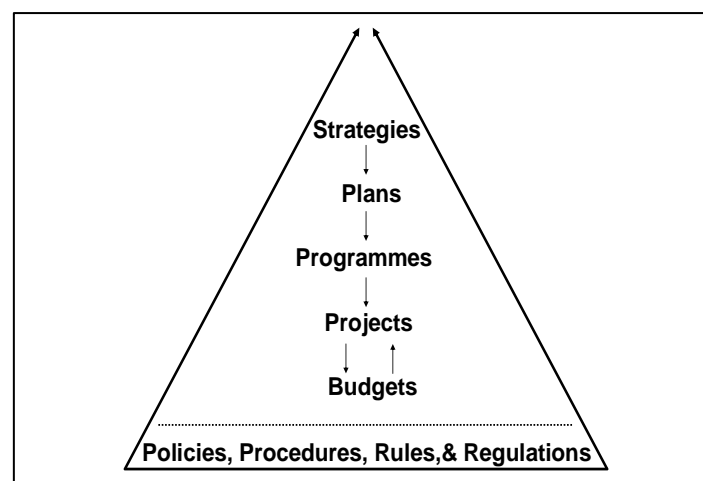 Strategies
Plans
Programmes
Projects
Budgets
Policies, Procedures, Rules,& Regulations